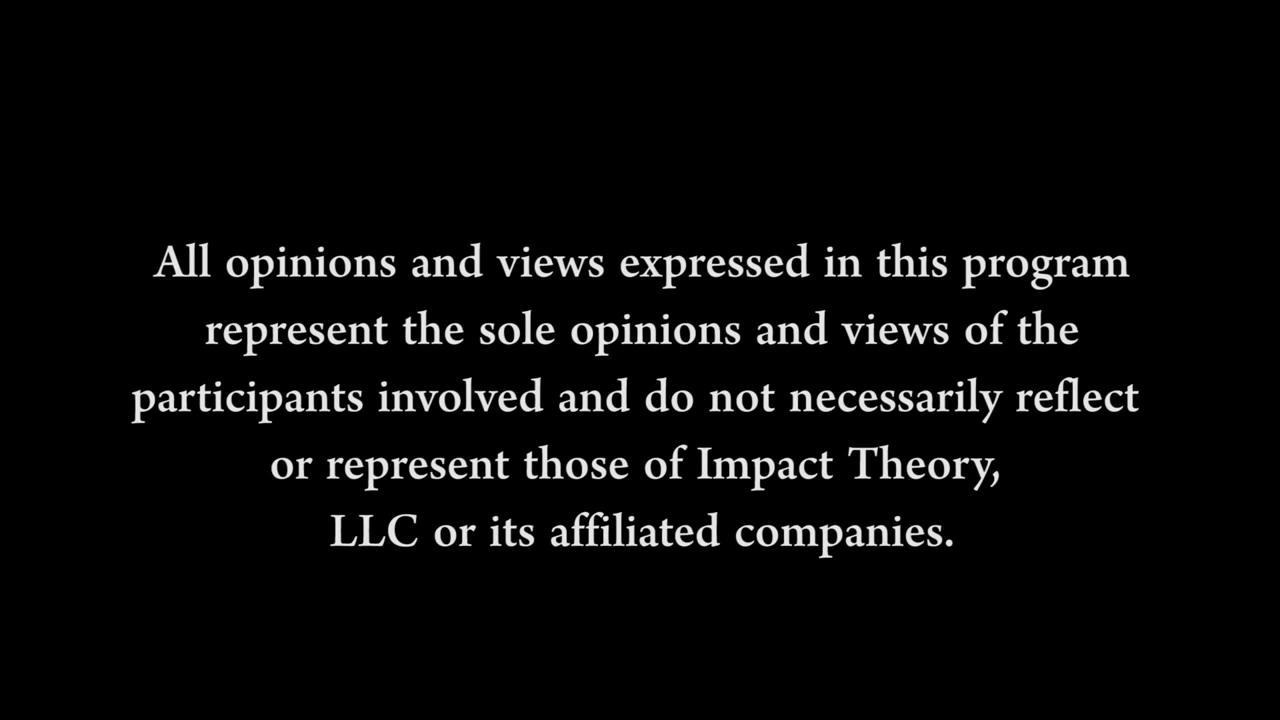 All opinions and views expressed in this program
represent the sole opinions and views of the
participants involved and do not necessarily reflect
or represent those of Impact Theory,
LLC or its affiliated companies.